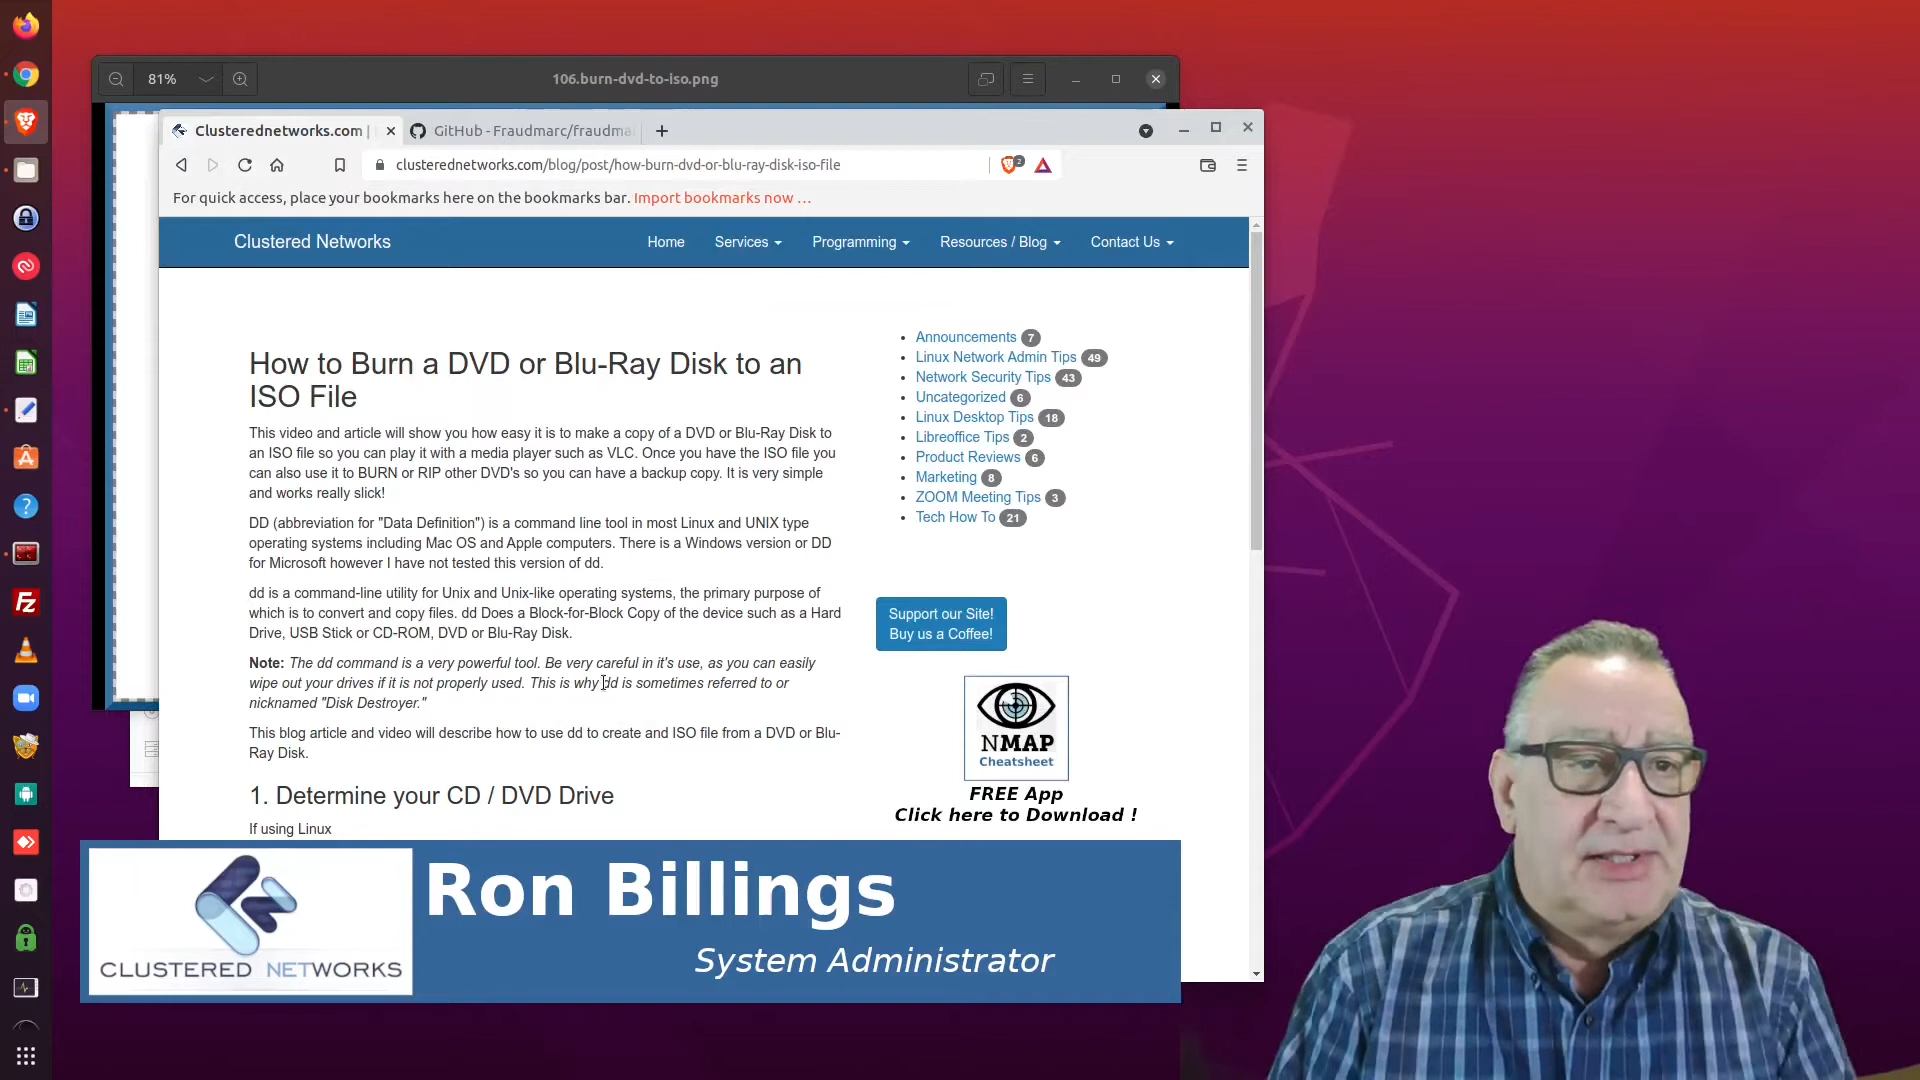 81%
106.burn-dvd-to-iso.png
Clusterednetworks.com |
GitHub - Fraudmarc/fraudma
clusterednetworks.com/blog/post/how-burn-dvd-or-blu-ray-disk-iso-file
2
For quick access, place your bookmarks here on the bookmarks bar. Import bookmarks now ...
Clustered Networks
Home
Services
Programming
Resources / Blog
Contact Us
How to Burn a DVD or Blu-Ray Disk to an
ISO File
This video and article will show you how easy it is to make a copy of a DVD or Blu-Ray Disk to
an ISO file so you can play it with a media player such as VLC. Once you have the ISO file you
can also use it to BURN or RIP other DVD's so you can have a backup copy. It is very simple
and works really slick!
DD (abbreviation for "Data Definition") is a command line tool in most Linux and UNIX type
operating systems including Mac OS and Apple computers. There is a Windows version or DD
for Microsoft however I have not tested this version of dd.
dd is a command-line utility for Unix and Unix-like operating systems, the primary purpose of
which is to convert and copy files. dd Does a Block-for-Block Copy of the device such as a Hard
Drive, USB Stick or CD-ROM, DVD or Blu-Ray Disk.
Note: The dd command is a very powerful tool. Be very careful in it's use, as you can easily
wipe out your drives if it is not properly used. This is why dd is sometimes referred to or
nicknamed "Disk Destroyer."
This blog article and video will describe how to use dd to create and ISO file from a DVD or Blu-
Ray Disk.
1. Determine your CD / DVD Drive
If using Linux
Announcements 7
Linux Network Admin Tips 49
Network Security Tips 43
Uncategorized 6
Linux Desktop Tips 18
Libreoffice Tips 2
Product Reviews 6
Marketing 8
ZOOM Meeting Tips 3
Tech How To 21
Support our Site!
Buy us a Coffee!
NMAP
Cheatsheet
FREE App
Click here to Download !
CLUSTERED NETWORKS
Ron Billings
System Administrator